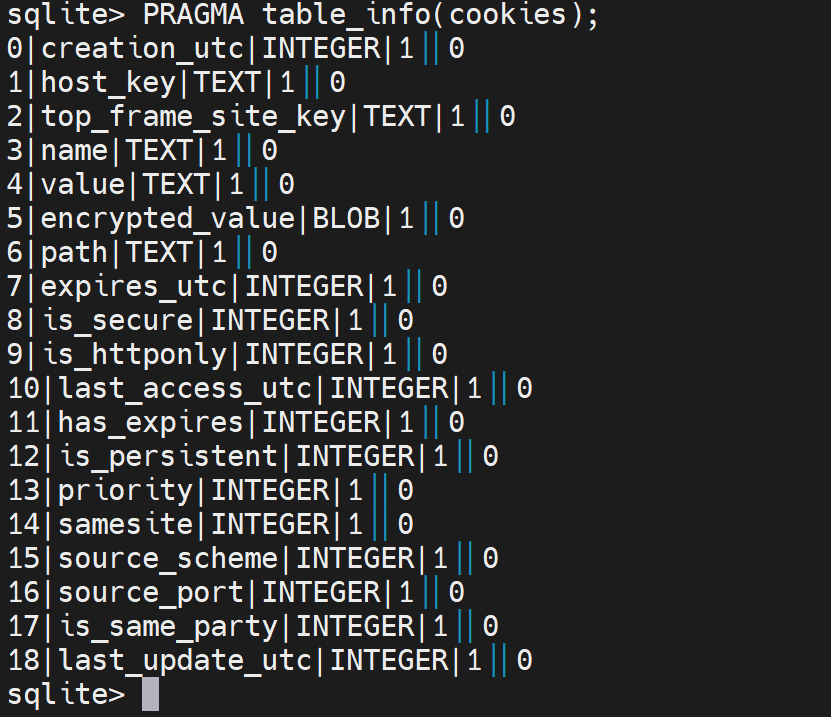 sqlite> PRAGMA table_info(cookies);
0|creation_utc|INTEGER|1||0
1|host_key|TEXT|1||0
2|top_frame_site_key|TEXT|1||0
3|name|TEXT|1||0
4|value|TEXT|1||0
5|encrypted_value|BLOB|1||0
6|path|TEXT|1||0
7|expires_utc|INTEGER|1||0
8|is_secure|INTEGER|1||0
9|is_httponly|INTEGER|1||0
10|last_access_utc|INTEGER|1||0
11|has_expires|INTEGER|1||0
12|is_persistent|INTEGER|1||0
13|priority|INTEGER|1||0
14|samesite|INTEGER|1||0
15|source_scheme|INTEGER|1||0
16|source_port|INTEGER|1||0
17|is_same_party|INTEGER|1||0
18|last_update_utc|INTEGER|1||0
sqlite>